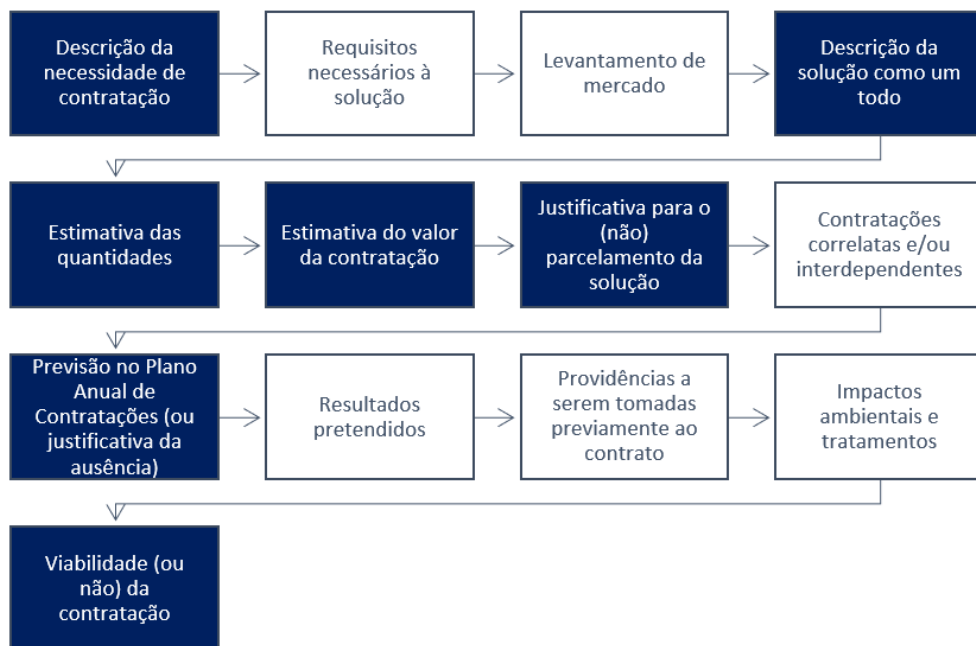 Descrição da
necessidade de
contratação
Requisitos
necessários à
solução
Levantamento de
mercado
Descrição da
solução como um
todo
Estimativa das
quantidades
Estimativa do valor
da contratação
Justificativa para o
(não)
parcelamento da
solução
Contratações
correlatas e/ou
interdependentes
Previsão no Plano
Anual de
Contratações (ou
justificativa da
ausência)
Resultados
pretendidos
Providências a
serem tomadas
previamente ao
contrato
Impactos
ambientais e
tratamentos
Viabilidade (ou
não) da
contratação